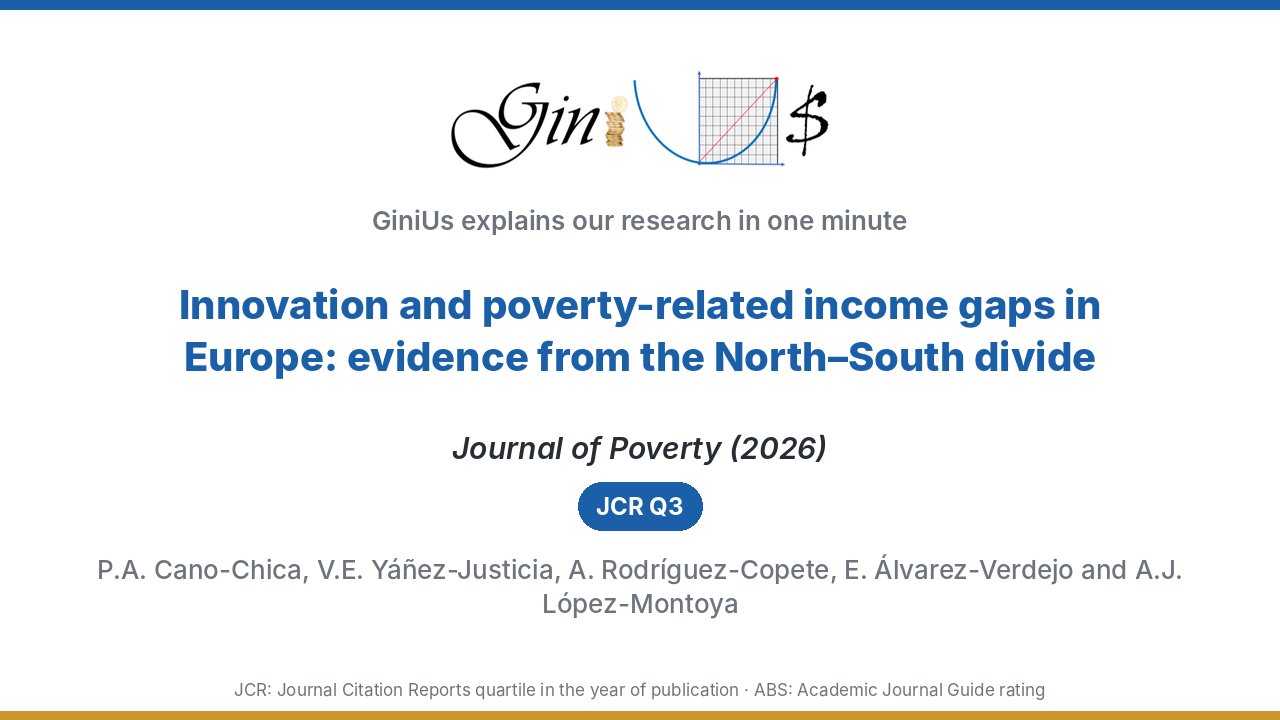 GiniU$
GiniUs explains our research in one minute
Innovation and poverty-related income gaps in
Europe: evidence from the North–South divide
Journal of Poverty (2026)
JCR Q3
P.A. Cano-Chica, V.E. Yáñez-Justicia, A. Rodríguez-Copete, E. Álvarez-Verdejo and A.J.
López-Montoya
JCR: Journal Citation Reports quartile in the year of publication · ABS: Academic Journal Guide rating